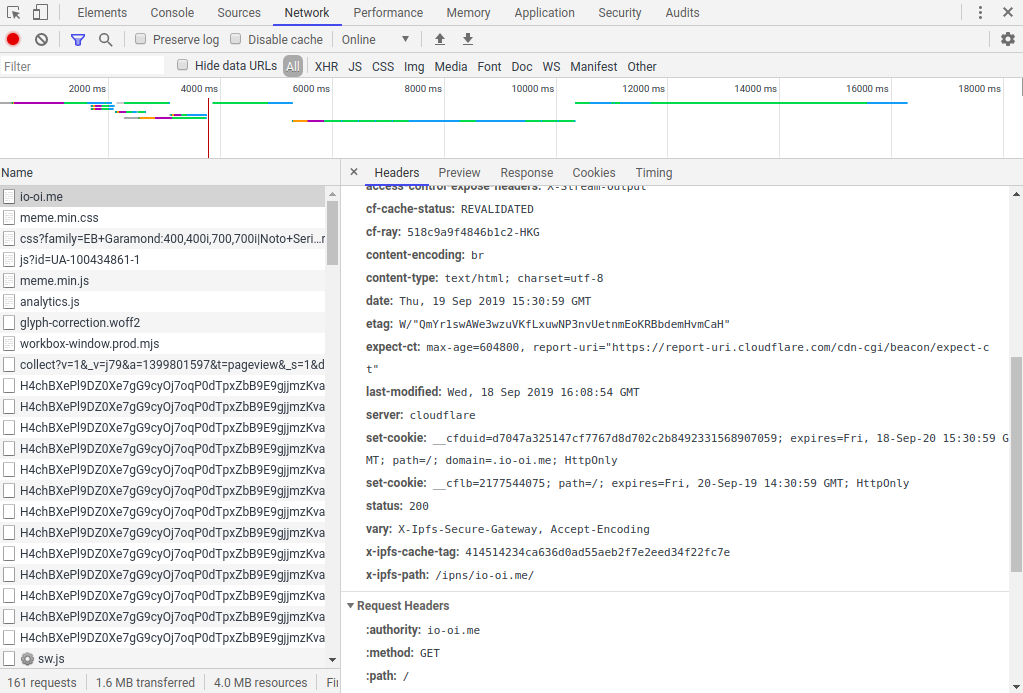 Elements Console Sources Network Performance Memory Application Security Audits
Preserve log Disable cache Online
Filter Hide data URLs All XHR JS CSS Img Media Font Doc WS Manifest Other
2000 ms 4000 ms 6000 ms 8000 ms 10000 ms 12000 ms 14000 ms 16000 ms 18000 ms
Name
io-oi.me
meme.min.css
css?family=EB+Garamond:400,400i,700,700i|Noto+Seri...r
js?id=UA-100434861-1
meme.min.js
analytics.js
glyph-correction.woff2
workbox-window.prod.mjs
collect?v=1&_v=j79&a=1399801597&t=pageview&_s=1&d
H4chBXePl9DZ0Xe7gG9cyOj7oqP0dTpxZbB9E9gjjmzKva
H4chBXePl9DZ0Xe7gG9cyOj7oqP0dTpxZbB9E9gjjmzKva
H4chBXePl9DZ0Xe7gG9cyOj7oqP0dTpxZbB9E9gjjmzKva
H4chBXePl9DZ0Xe7gG9cyOj7oqP0dTpxZbB9E9gjjmzKva
H4chBXePl9DZ0Xe7gG9cyOj7oqP0dTpxZbB9E9gjjmzKva
H4chBXePl9DZ0Xe7gG9cyOj7oqP0dTpxZbB9E9gjjmzKva
H4chBXePl9DZ0Xe7gG9cyOj7oqP0dTpxZbB9E9gjjmzKva
H4chBXePl9DZ0Xe7gG9cyOj7oqP0dTpxZbB9E9gjjmzKva
H4chBXePl9DZ0Xe7gG9cyOj7oqP0dTpxZbB9E9gjjmzKva
H4chBXePl9DZ0Xe7gG9cyOj7oqP0dTpxZbB9E9gjjmzKva
H4chBXePl9DZ0Xe7gG9cyOj7oqP0dTpxZbB9E9gjjmzKva
H4chBXePl9DZ0Xe7gG9cyOj7oqP0dTpxZbB9E9gjjmzKva
H4chBXePl9DZ0Xe7gG9cyOj7oqP0dTpxZbB9E9gjjmzKva
sw.js
161 requests 1.6 MB transferred 4.0 MB resources Fi
Headers Preview Response Cookies Timing
access-control-expose-headers: X-Stream-Output
cf-cache-status: REVALIDATED
cf-ray: 518c9a9f4846b1c2-HKG
content-encoding: br
content-type: text/html; charset=utf-8
date: Thu, 19 Sep 2019 15:30:59 GMT
etag: W/"QmYr1swAWe3wzuVKfLxuwNP3nvUetnmEoKRBbdemHvmCaH"
expect-ct: max-age=604800, report-uri="https://report-uri.cloudflare.com/cdn-cgi/beacon/expect-c
t"
last-modified: Wed, 18 Sep 2019 16:08:54 GMT
server: cloudflare
set-cookie: __cfduid=d7047a325147cf7767d8d702c2b8492331568907059; expires=Fri, 18-Sep-20 15:30:59 G
MT; path=/; domain=.io-oi.me; HttpOnly
set-cookie: __cflb=2177544075; path=/; expires=Fri, 20-Sep-19 14:30:59 GMT; HttpOnly
status: 200
vary: X-Ipfs-Secure-Gateway, Accept-Encoding
x-ipfs-cache-tag: 414514234ca636d0ad55aeb2f7e2eed34f22fc7e
x-ipfs-path: /ipns/io-oi.me/
Request Headers
:authority: io-oi.me
:method: GET
:path: /